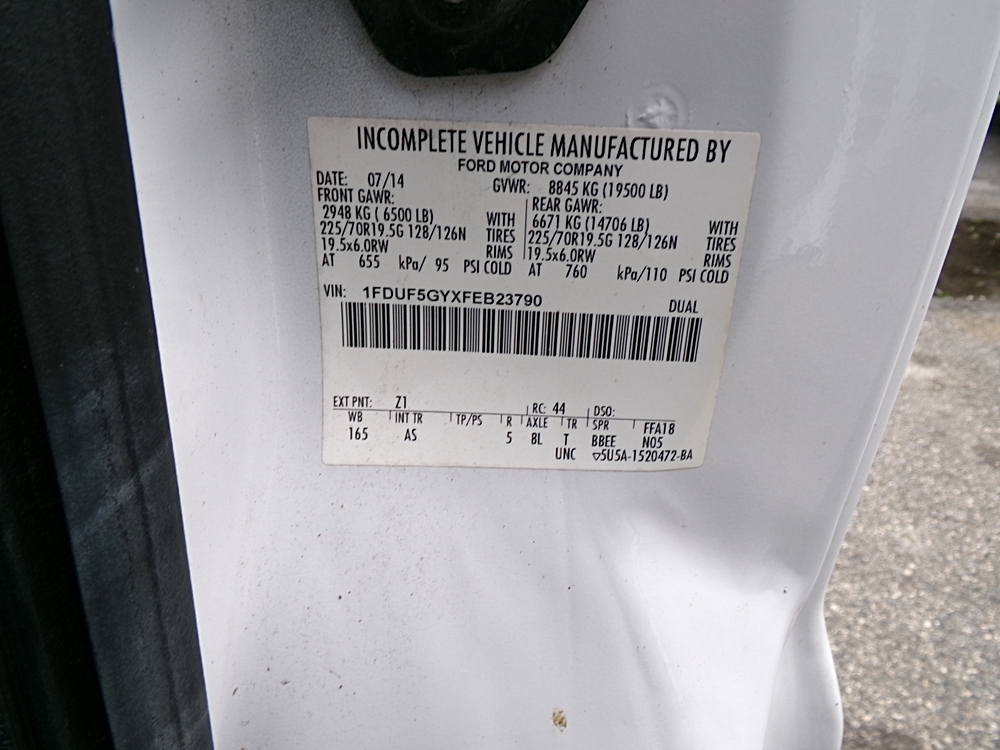 INCOMPLETE VEHICLE MANUFACTURED BY
FORD MOTOR COMPANY
DATE: 07/14 GVWR: 8845 KG (19500 LB)
FRONT GAWR: REAR GAWR:
2948 KG ( 6500 LB) WITH 6671 KG (14706 LB) WITH
225/70R19.5G 128/126N TIRES 225/70R19.5G 128/126N TIRES
19.5x6.0RW RIMS 19.5x6.0RW RIMS
AT 655 kPa/ 95 PSI COLD AT 760 kPa/110 PSI COLD
VIN: 1FDUF5GYXFEB23790 DUAL
EXT PNT: Z1 RC: 44 DSO:
WB INT TR TP/PS R AXLE TR SPR FFA18
165 AS 5 8L T BBEE N05
UNC ▽5U5A-1520472-BA